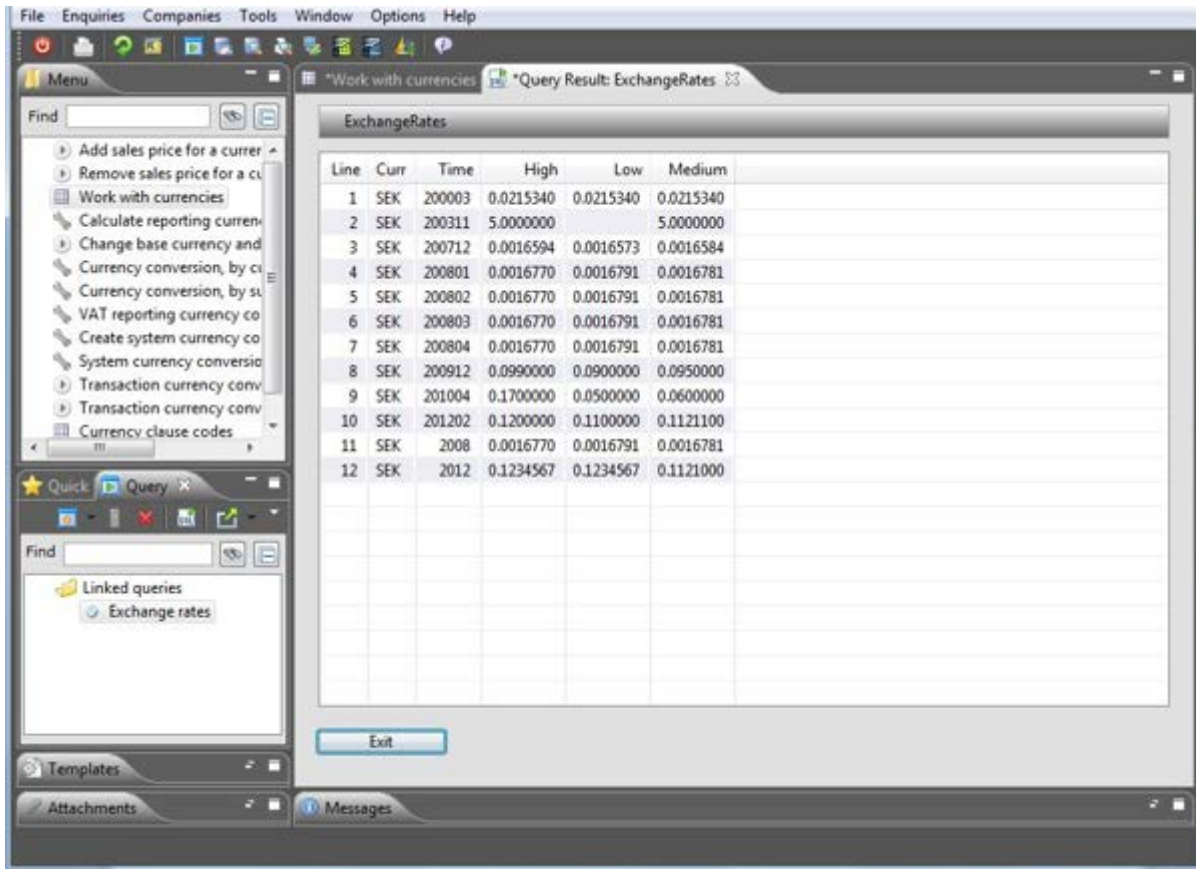 File Enquiries Companies Tools Window Options Help
Menu
Find
Add sales price for a currer
Remove sales price for a cu
Work with currencies
Calculate reporting curren
Change base currency and
Currency conversion, by cu
Currency conversion, by su
VAT reporting currency co
Create system currency co
System currency conversio
Transaction currency conv
Transaction currency conv
Currency clause codes
Quick Query
Find
Linked queries
Exchange rates
Templates
Attachments
*Work with currencies *Query Result: ExchangeRates
ExchangeRates
Line Curr Time High Low Medium
1 SEK 200003 0.0215340 0.0215340 0.0215340
2 SEK 200311 5.0000000 5.0000000
3 SEK 200712 0.0016594 0.0016573 0.0016584
4 SEK 200801 0.0016770 0.0016791 0.0016781
5 SEK 200802 0.0016770 0.0016791 0.0016781
6 SEK 200803 0.0016770 0.0016791 0.0016781
7 SEK 200804 0.0016770 0.0016791 0.0016781
8 SEK 200912 0.0990000 0.0900000 0.0950000
9 SEK 201004 0.1700000 0.0500000 0.0600000
10 SEK 201202 0.1200000 0.1100000 0.1121100
11 SEK 2008 0.0016770 0.0016791 0.0016781
12 SEK 2012 0.1234567 0.1234567 0.1121000
Exit
Messages